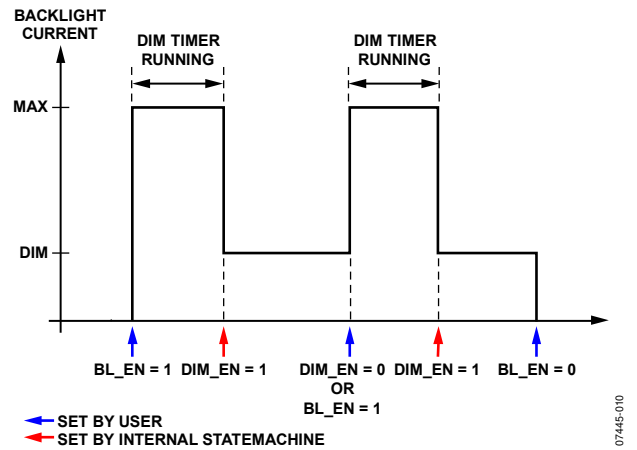 BACKLIGHT
CURRENT
DIM TIMER
RUNNING
DIM TIMER
RUNNING
MAX
DIM
BL_EN = 1
DIM_EN = 1
DIM_EN = 0
OR
BL_EN = 1
DIM_EN = 1
BL_EN = 0
SET BY USER
SET BY INTERNAL STATEMACHINE
07445-010